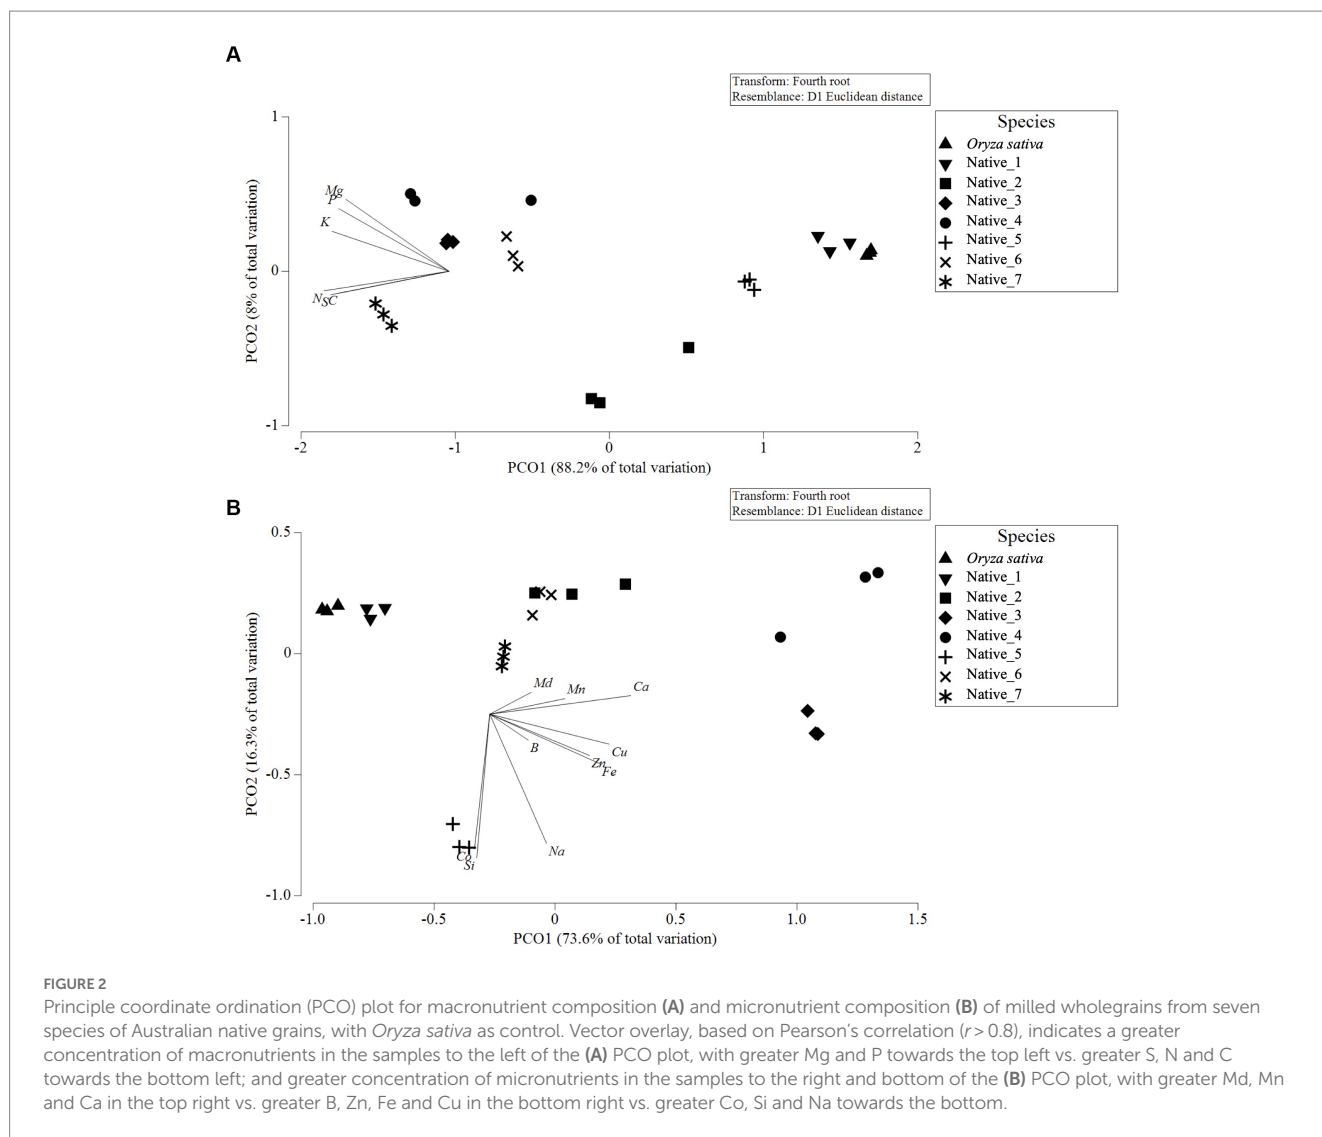 A
Transform: Fourth root
Resemblance: D1 Euclidean distance
Species
Oryza sativa
Native_1
Native_2
Native_3
Native_4
Native_5
Native_6
Native_7
1
0
-1
PCO2 (8% of total variation)
Mg
P
K
N
S
C
-2
-1
0
1
2
PCO1 (88.2% of total variation)
B
Transform: Fourth root
Resemblance: D1 Euclidean distance
Species
Oryza sativa
Native_1
Native_2
Native_3
Native_4
Native_5
Native_6
Native_7
0.5
0
-0.5
-1.0
PCO2 (16.3% of total variation)
Md
Mn
Ca
B
Cu
Zn
Fe
Na
Co
Si
-1.0
-0.5
0
0.5
1.0
1.5
PCO1 (73.6% of total variation)
FIGURE 2
Principle coordinate ordination (PCO) plot for macronutrient composition (A) and micronutrient composition (B) of milled wholegrains from seven
species of Australian native grains, with Oryza sativa as control. Vector overlay, based on Pearson’s correlation (r > 0.8), indicates a greater
concentration of macronutrients in the samples to the left of the (A) PCO plot, with greater Mg and P towards the top left vs. greater S, N and C
towards the bottom left; and greater concentration of micronutrients in the samples to the right and bottom of the (B) PCO plot, with greater Md, Mn
and Ca in the top right vs. greater B, Zn, Fe and Cu in the bottom right vs. greater Co, Si and Na towards the bottom.